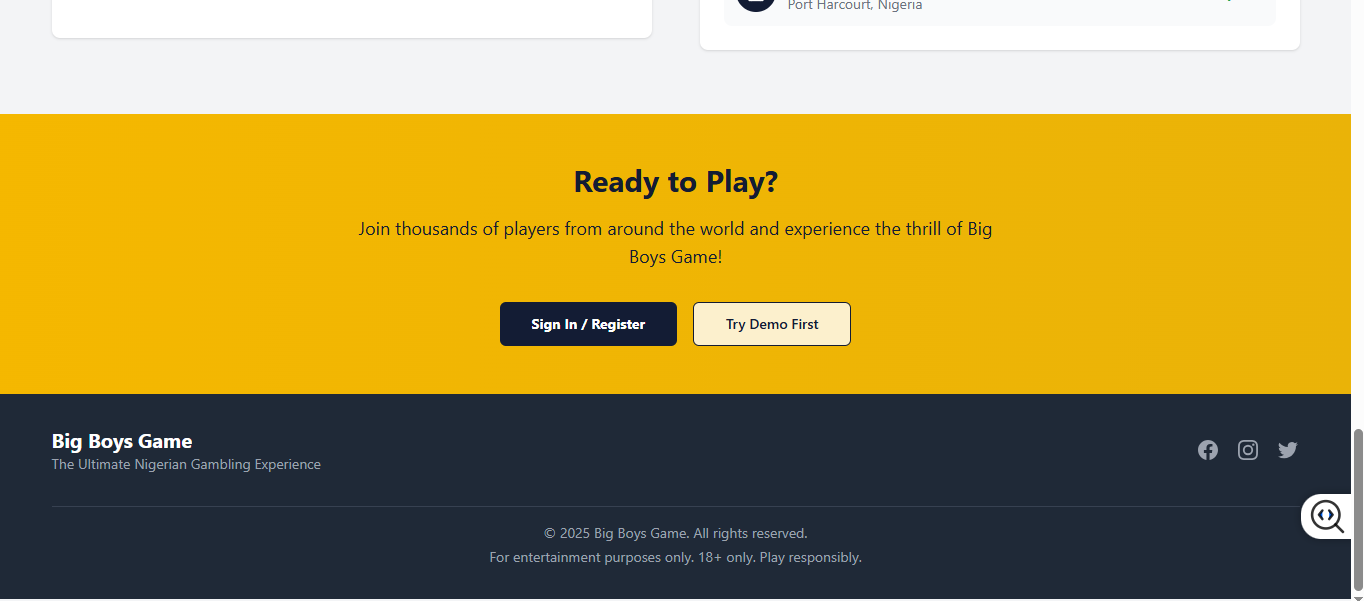 Port Harcourt, Nigeria
Ready to Play?
Join thousands of players from around the world and experience the thrill of Big
Boys Game!
Sign In / Register
Try Demo First
Big Boys Game
The Ultimate Nigerian Gambling Experience
© 2025 Big Boys Game. All rights reserved.
For entertainment purposes only. 18+ only. Play responsibly.